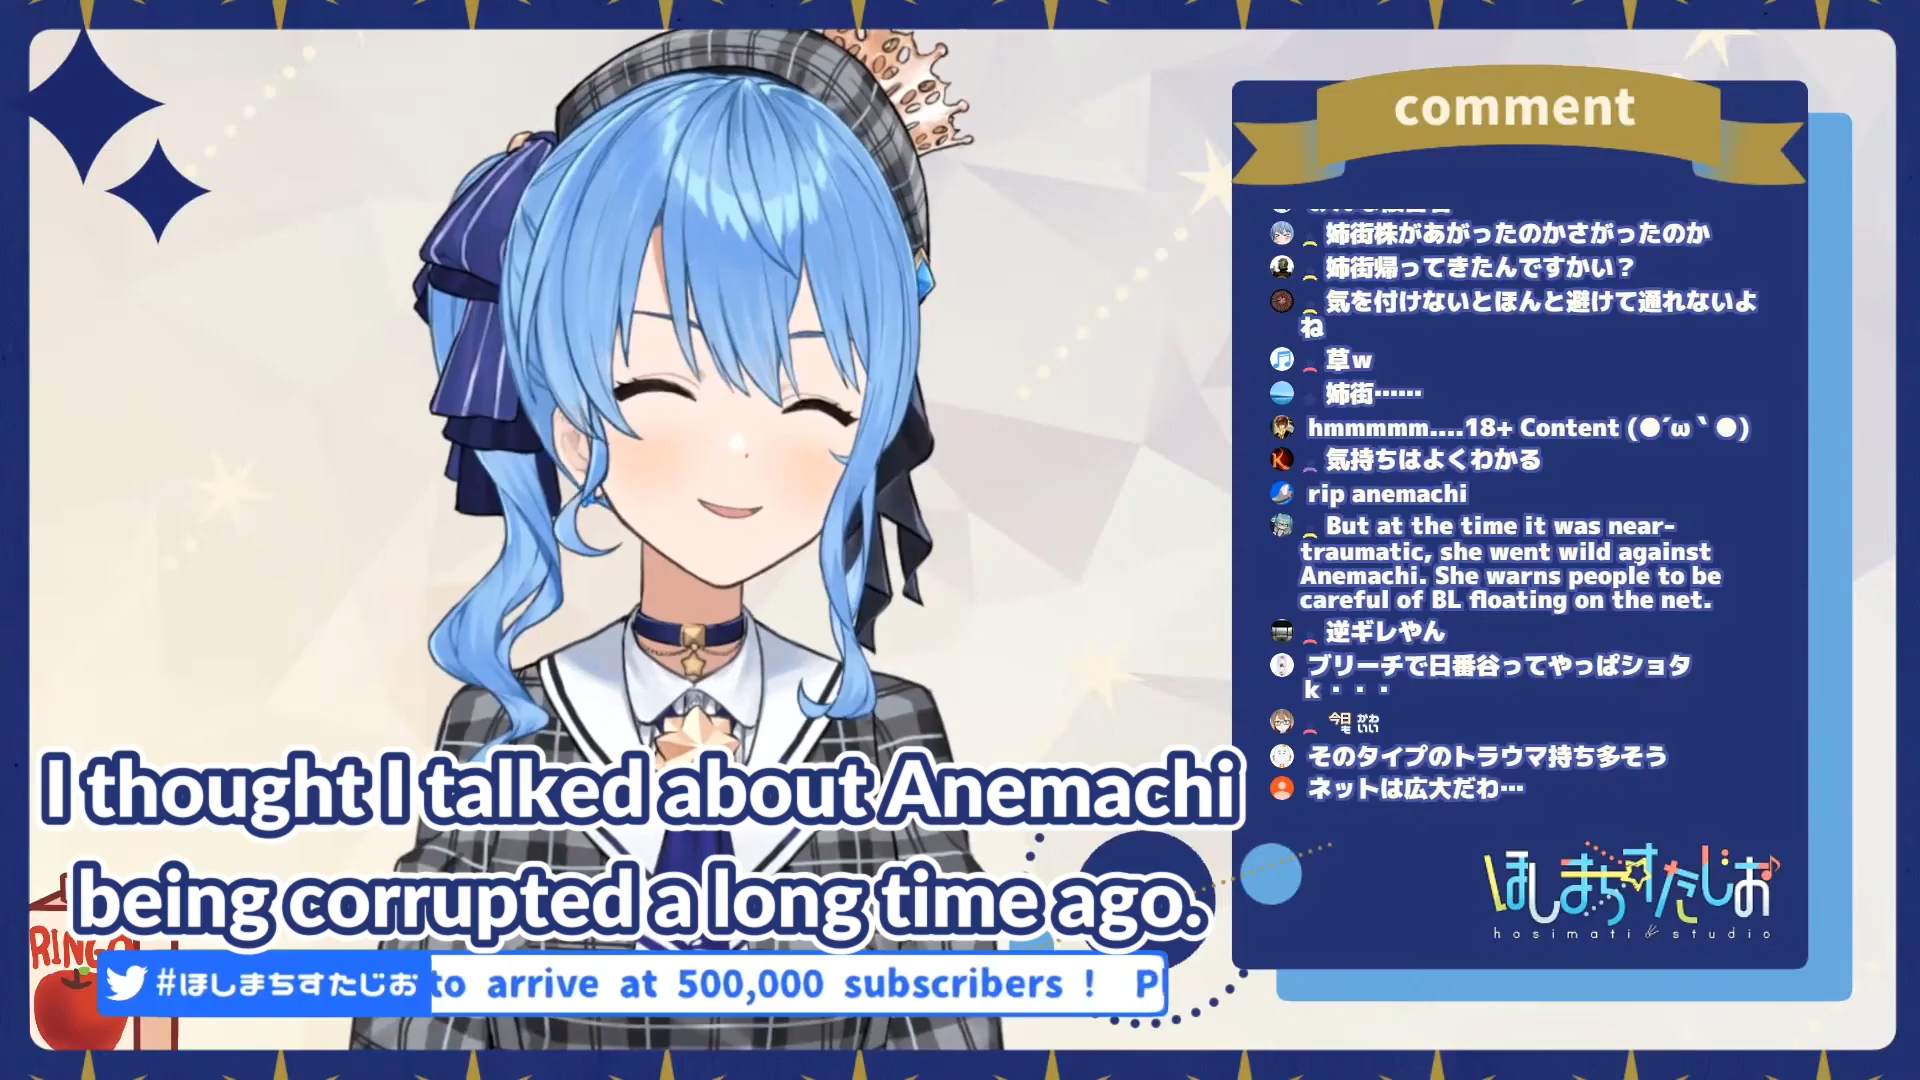 comment
姉街株があがったのかさがったのか
姉街帰ってきたんですかい？
気を付けないとほんと避けて通れないよ
ね
草w
姉街……
hmmmmm....18+ Content (●´ω｀●)
気持ちはよくわかる
rip anemachi
But at the time it was near-
traumatic, she went wild against
Anemachi. She warns people to be
careful of BL floating on the net.
逆ギレやん
ブリーチで日番谷ってやっぱショタ
k・・・
今日も かわいい
そのタイプのトラウマ持ち多そう
ネットは広大だわ…
ほしまちすたじお
hosimati studio
I thought I talked about Anemachi
being corrupted a long time ago.
RINGO
#ほしまちすたじお to arrive at 500,000 subscribers ! P